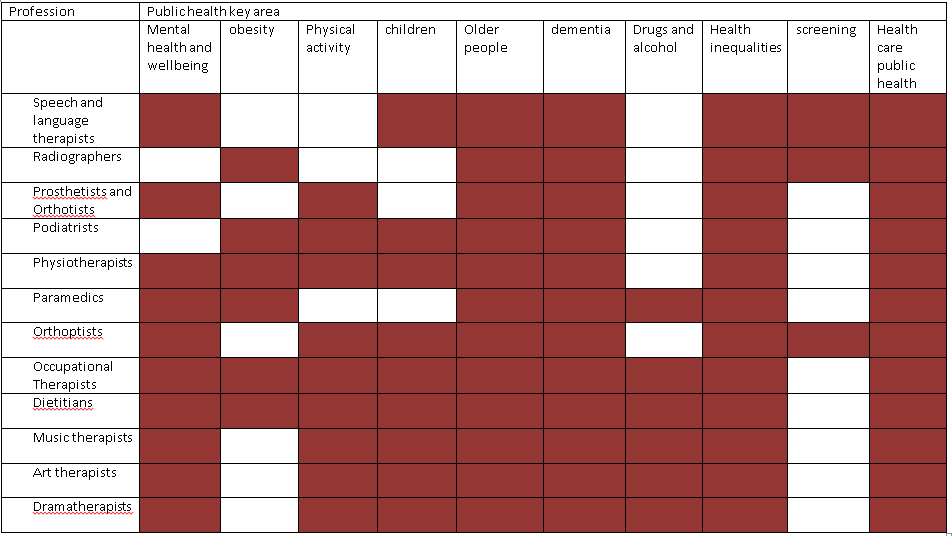 Profession Public health key area
Mental health and wellbeing obesity Physical activity children Older people dementia Drugs and alcohol Health inequalities screening Health care public health
Speech and language therapists
Radiographers
Prosthetists and Orthotists
Podiatrists
Physiotherapists
Paramedics
Orthoptists
Occupational Therapists
Dietitians
Music therapists
Art therapists
Dramatherapists